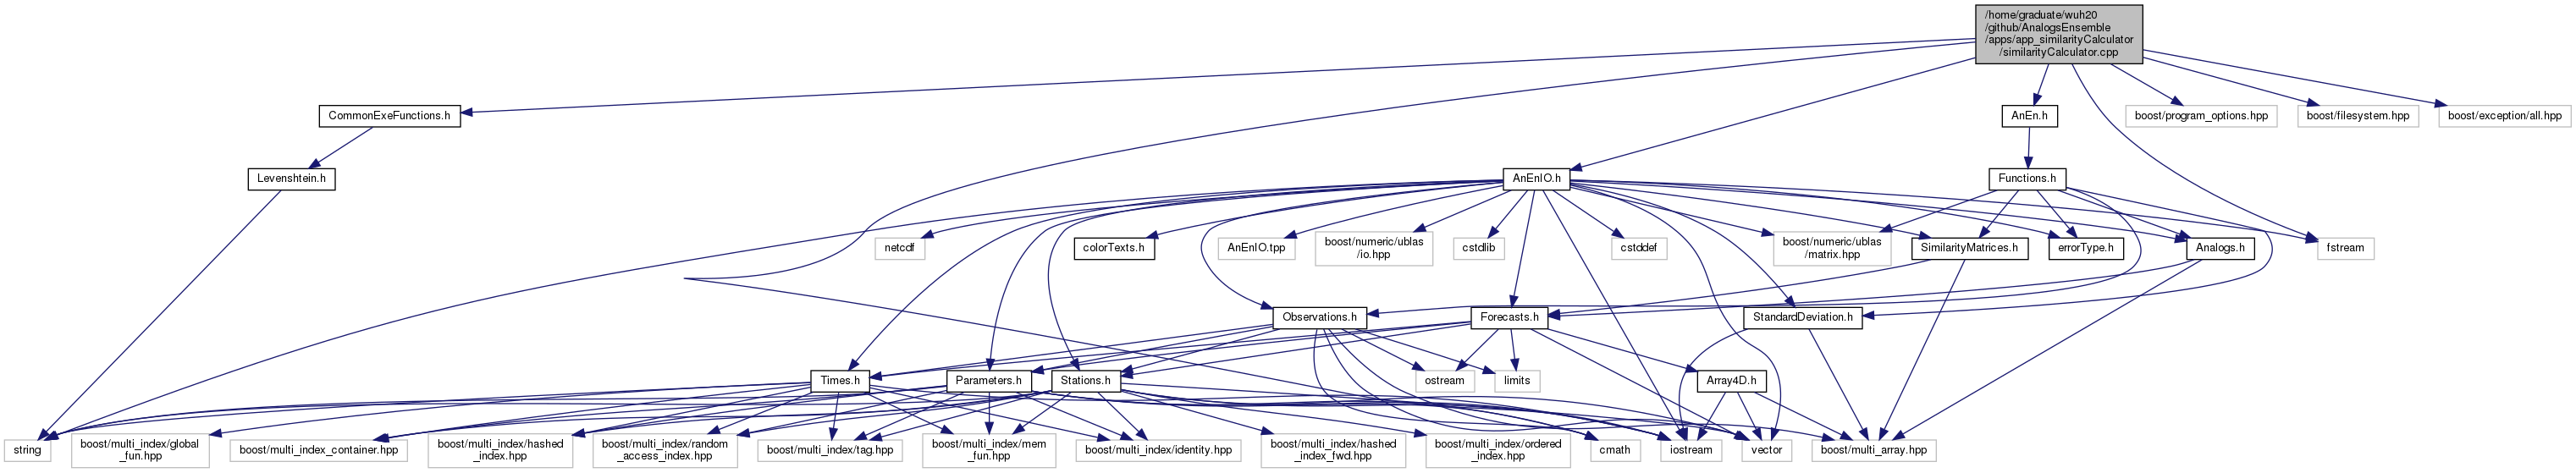 /home/graduate/wuh20
/github/AnalogsEnsemble
/apps/app_similarityCalculator
/similarityCalculator.cpp
CommonExeFunctions.h
AnEn.h
boost/program_options.hpp
boost/filesystem.hpp
boost/exception/all.hpp
Levenshtein.h
AnEnIO.h
Functions.h
netcdf
colorTexts.h
AnEnIO.tpp
boost/numeric/ublas
/io.hpp
cstdlib
cstddef
boost/numeric/ublas
/matrix.hpp
SimilarityMatrices.h
errorType.h
Analogs.h
fstream
Observations.h
Forecasts.h
StandardDeviation.h
Times.h
Parameters.h
Stations.h
ostream
limits
Array4D.h
string
boost/multi_index/global
_fun.hpp
boost/multi_index_container.hpp
boost/multi_index/hashed
_index.hpp
boost/multi_index/random
_access_index.hpp
boost/multi_index/tag.hpp
boost/multi_index/mem
_fun.hpp
boost/multi_index/identity.hpp
boost/multi_index/hashed
_index_fwd.hpp
boost/multi_index/ordered
_index.hpp
cmath
iostream
vector
boost/multi_array.hpp